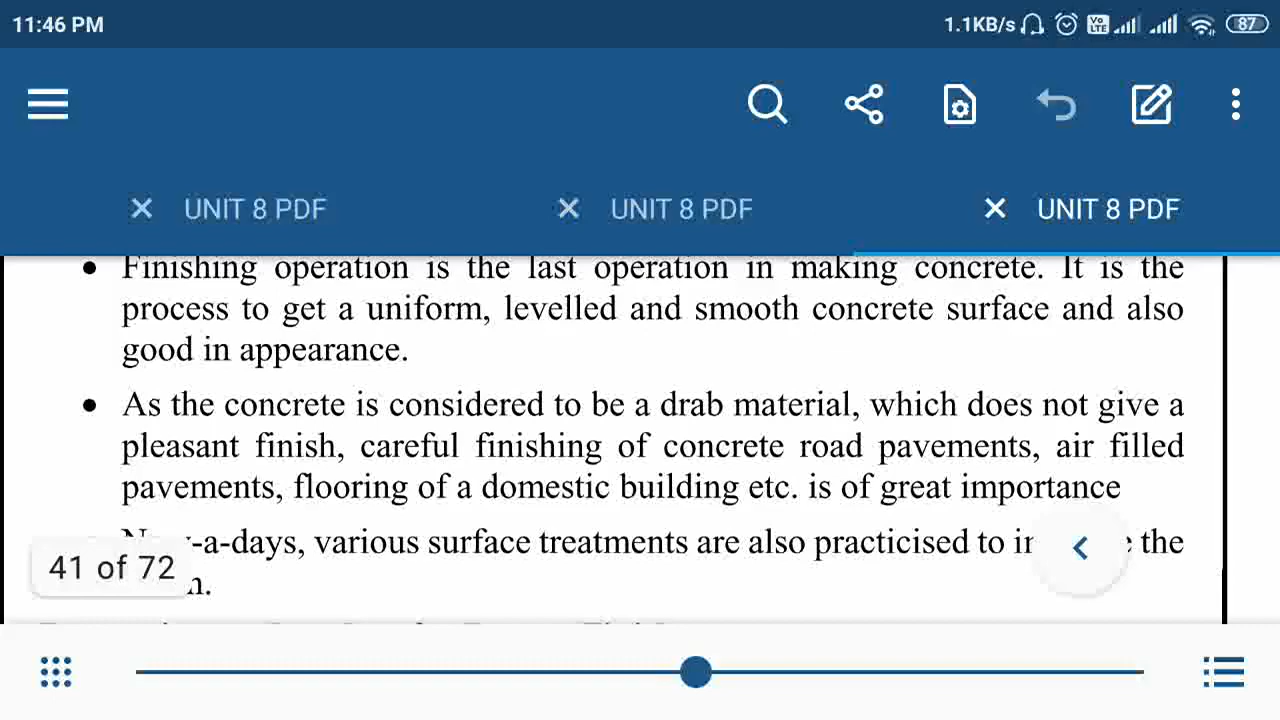 11:46 PM 1.1KB/s Vo LTE 87
UNIT 8 PDF UNIT 8 PDF UNIT 8 PDF
• Finishing operation is the last operation in making concrete. It is the
process to get a uniform, levelled and smooth concrete surface and also
good in appearance.
• As the concrete is considered to be a drab material, which does not give a
pleasant finish, careful finishing of concrete road pavements, air filled
pavements, flooring of a domestic building etc. is of great importance
-a-days, various surface treatments are also practicised to the
41 of 72